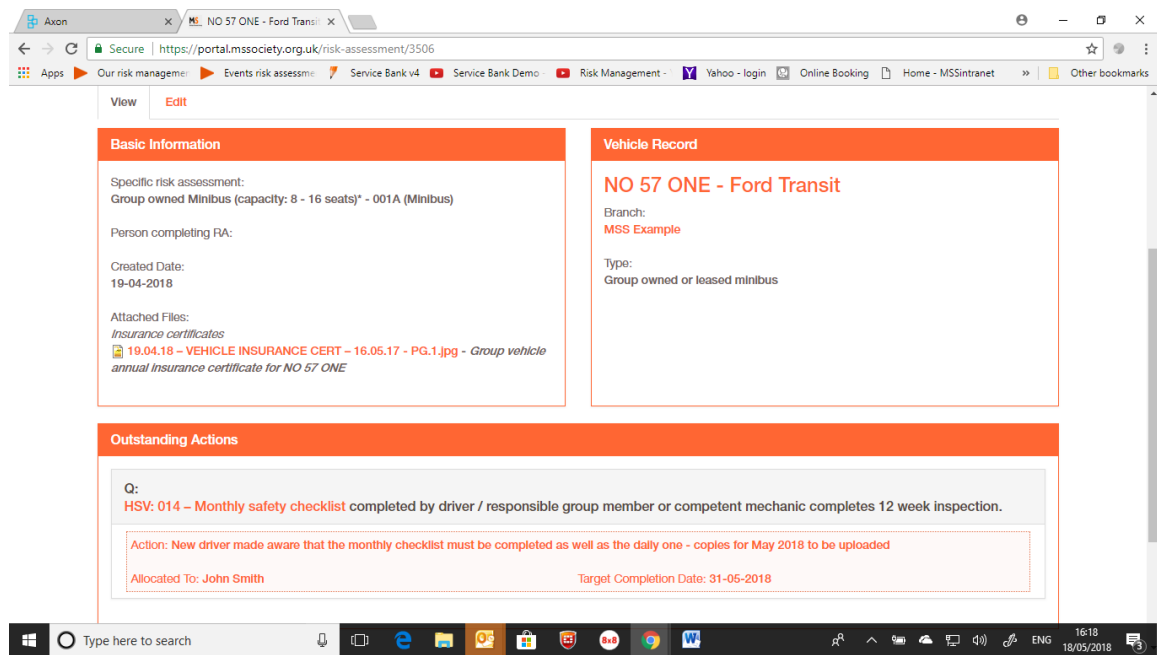 Axon
MS NO 57 ONE - Ford Transit
Secure | https://portal.mssociety.org.uk/risk-assessment/3506
Apps Our risk managemen Events risk assessme Service Bank v4 Service Bank Demo - Risk Management - Yahoo - login Online Booking Home - MSSintranet » Other bookmarks
View Edit
Basic Information
Specific risk assessment:
Group owned Minibus (capacity: 8 - 16 seats)* - 001A (Minibus)
Person completing RA:
Created Date:
19-04-2018
Attached Files:
Insurance certificates
19.04.18 – VEHICLE INSURANCE CERT – 16.05.17 - PG.1.jpg - Group vehicle
annual insurance certificate for NO 57 ONE
Vehicle Record
NO 57 ONE - Ford Transit
Branch:
MSS Example
Type:
Group owned or leased minibus
Outstanding Actions
Q:
HSV: 014 – Monthly safety checklist completed by driver / responsible group member or competent mechanic completes 12 week inspection.
Action: New driver made aware that the monthly checklist must be completed as well as the daily one - copies for May 2018 to be uploaded
Allocated To: John Smith Target Completion Date: 31-05-2018
Type here to search
8x8
ENG
16:18
18/05/2018
3